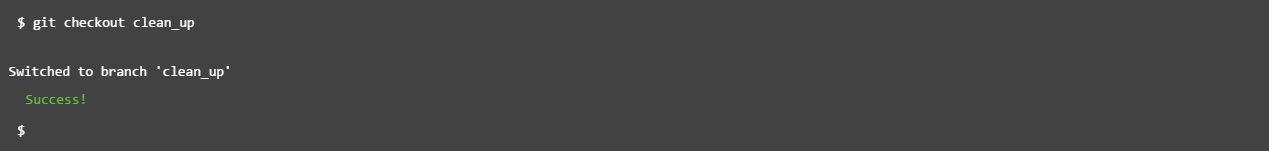 $ git checkout clean_up
Switched to branch 'clean_up'
Success!
$